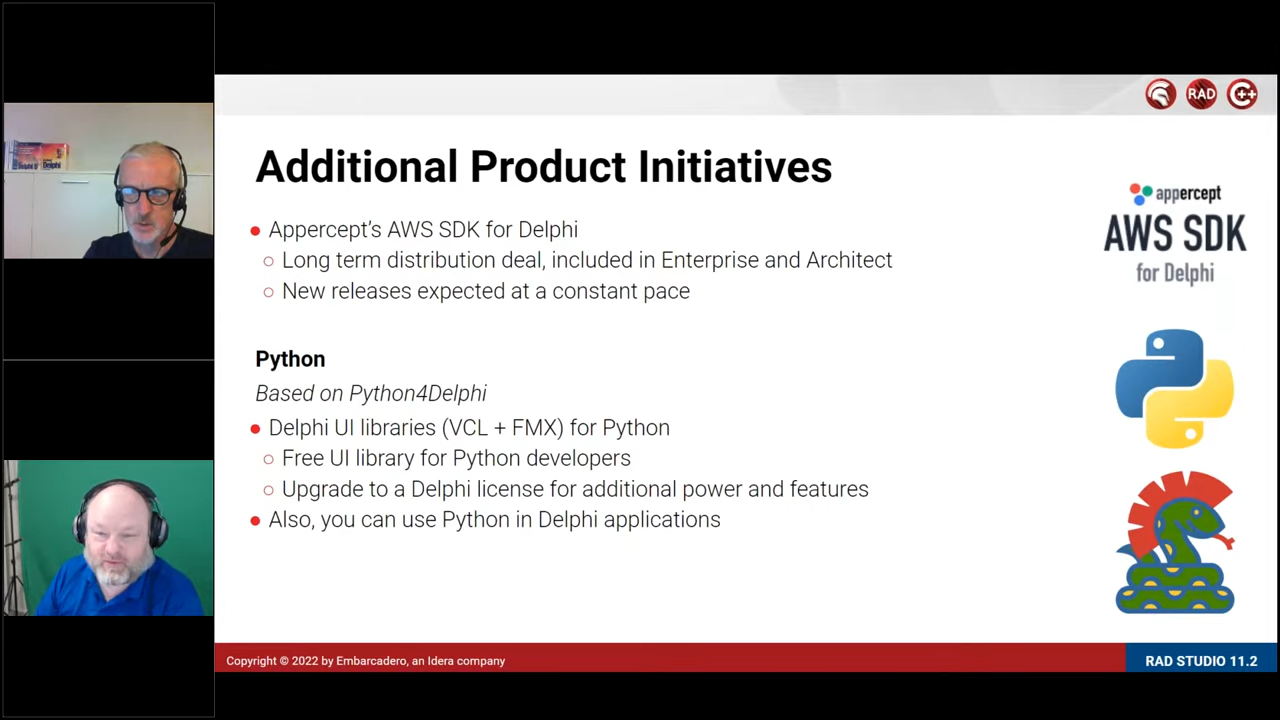 RAD
C++
Additional Product Initiatives
Appercept's AWS SDK for Delphi
Long term distribution deal, included in Enterprise and Architect
New releases expected at a constant pace
appercept
AWS SDK
for Delphi
Python
Based on Python4Delphi
Delphi UI libraries (VCL + FMX) for Python
Free UI library for Python developers
Upgrade to a Delphi license for additional power and features
Also, you can use Python in Delphi applications
Copyright © 2022 by Embarcadero, an Idera company
RAD STUDIO 11.2
Delphi